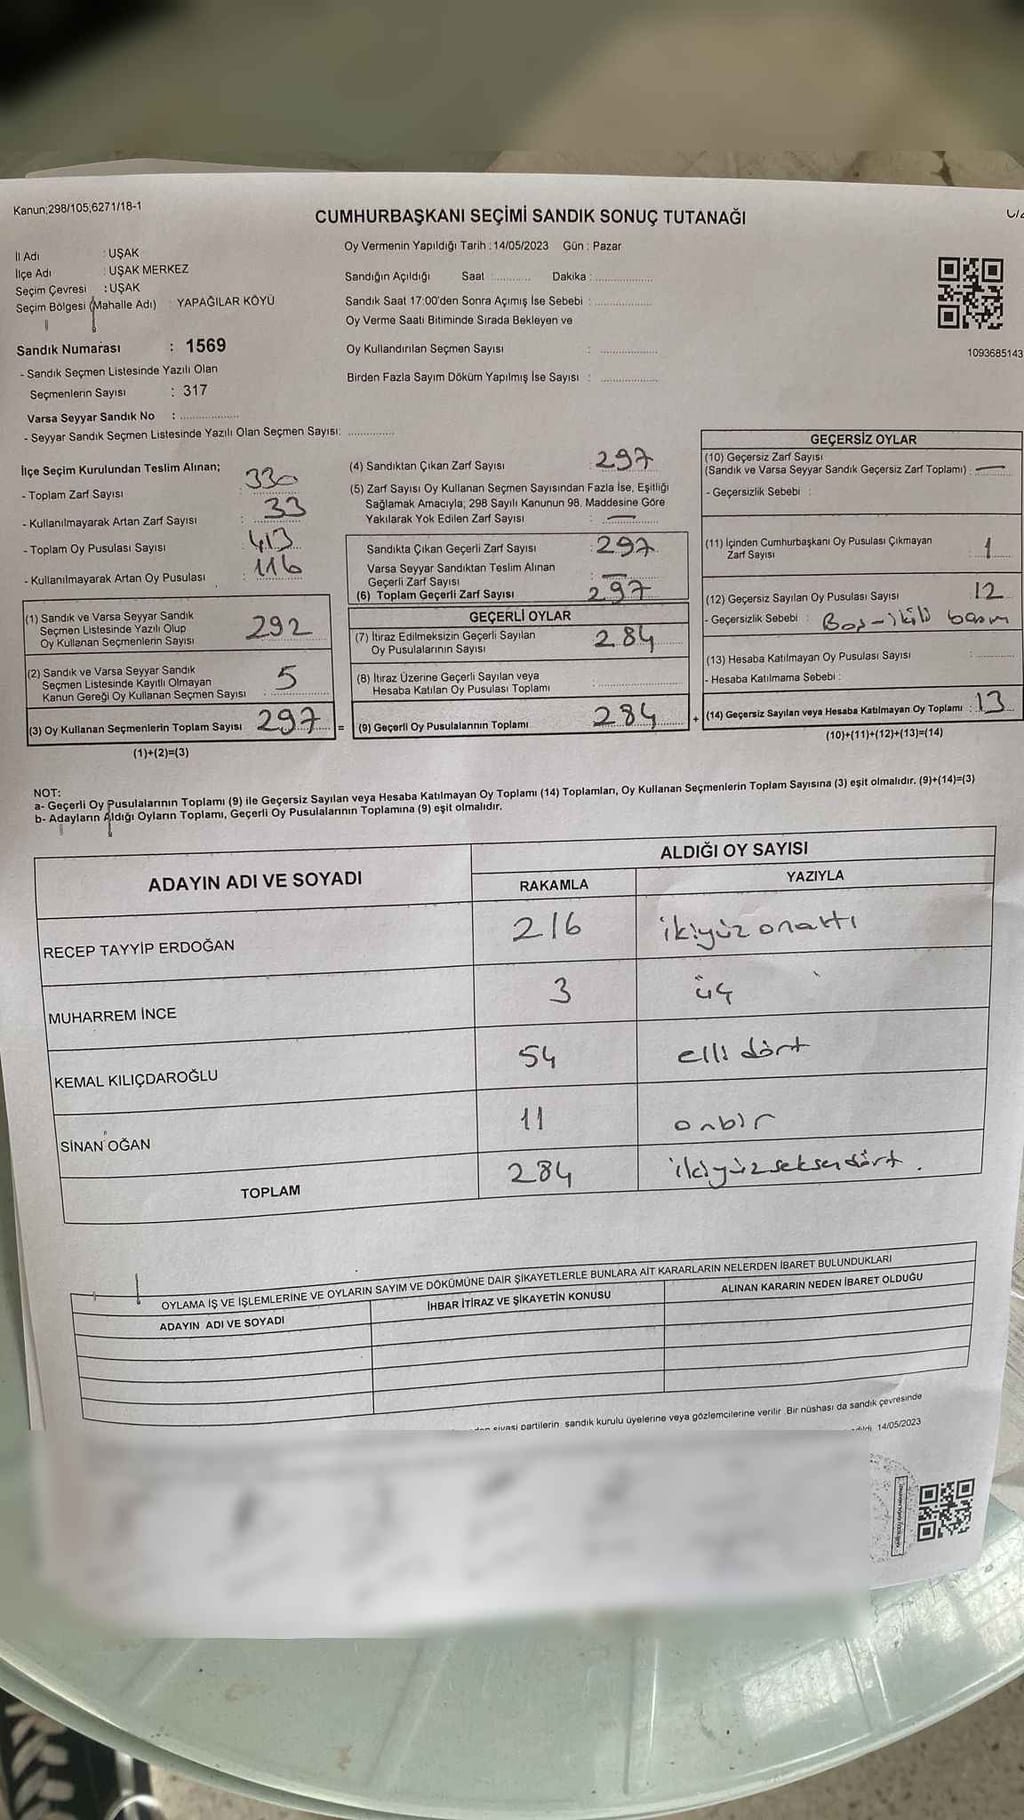 Kanun;298/105,6271/18-1
CUMHURBAŞKANI SEÇİMİ SANDIK SONUÇ TUTANAĞI
Oy Vermenin Yapıldığı Tarih : 14/05/2023 Gün : Pazar
İl Adı : UŞAK
İlçe Adı : UŞAK MERKEZ
Seçim Çevresi : UŞAK
Seçim Bölgesi (Mahalle Adı) YAPAĞILAR KÖYÜ
Sandık Numarası : 1569
- Sandık Seçmen Listesinde Yazılı Olan
Seçmenlerin Sayısı : 317
Varsa Seyyar Sandık No : ..................
- Seyyar Sandık Seçmen Listesinde Yazılı Olan Seçmen Sayısı: ..............
Sandığın Açıldığı Saat ........... Dakika : .................
Sandık Saat 17:00'den Sonra Açımış İse Sebebi : .................
Oy Verme Saati Bitiminde Sırada Bekleyen ve
Oy Kullandırılan Seçmen Sayısı : .................
Birden Fazla Sayım Döküm Yapılmış İse Sayısı : .................
1093685143
İlçe Seçim Kurulundan Teslim Alınan;
- Toplam Zarf Sayısı : 330
- Kullanılmayarak Artan Zarf Sayısı : 33
- Toplam Oy Pusulası Sayısı : 413
- Kullanılmayarak Artan Oy Pusulası : 116
(1) Sandık ve Varsa Seyyar Sandık
Seçmen Listesinde Yazılı Olup
Oy Kullanan Seçmenlerin Sayısı 292
(2) Sandık ve Varsa Seyyar Sandık
Seçmen Listesinde Kayıtlı Olmayan
Kanun Gereği Oy Kullanan Seçmen Sayısı 5
(3) Oy Kullanan Seçmenlerin Toplam Sayısı 297 =
(1)+(2)=(3)
(4) Sandıktan Çıkan Zarf Sayısı : 297
(5) Zarf Sayısı Oy Kullanan Seçmen Sayısından Fazla İse, Eşitliği
Sağlamak Amacıyla; 298 Sayılı Kanunun 98. Maddesine Göre
Yakılarak Yok Edilen Zarf Sayısı : —
Sandıkta Çıkan Geçerli Zarf Sayısı : 297
Varsa Seyyar Sandıktan Teslim Alınan
Geçerli Zarf Sayısı : —
(6) Toplam Geçerli Zarf Sayısı : 297
GEÇERLİ OYLAR
(7) İtiraz Edilmeksizin Geçerli Sayılan
Oy Pusulalarının Sayısı : 284
(8) İtiraz Üzerine Geçerli Sayılan veya
Hesaba Katılan Oy Pusulası Toplamı : .................
(9) Geçerli Oy Pusulalarının Toplamı 284 +
GEÇERSİZ OYLAR
(10) Geçersiz Zarf Sayısı
(Sandık ve Varsa Seyyar Sandık Geçersiz Zarf Toplamı) —
- Geçersizlik Sebebi :
(11) İçinden Cumhurbaşkanı Oy Pusulası Çıkmayan
Zarf Sayısı 1
(12) Geçersiz Sayılan Oy Pusulası Sayısı 12
- Geçersizlik Sebebi : Boş-ikili basım
(13) Hesaba Katılmayan Oy Pusulası Sayısı : ...........
- Hesaba Katılmama Sebebi :
(14) Geçersiz Sayılan veya Hesaba Katılmayan Oy Toplamı : 13
(10)+(11)+(12)+(13)=(14)
NOT:
a- Geçerli Oy Pusulalarının Toplamı (9) ile Geçersiz Sayılan veya Hesaba Katılmayan Oy Toplamı (14) Toplamları, Oy Kullanan Seçmenlerin Toplam Sayısına (3) eşit olmalıdır. (9)+(14)=(3)
b- Adayların Aldığı Oyların Toplamı, Geçerli Oy Pusulalarının Toplamına (9) eşit olmalıdır.
ADAYIN ADI VE SOYADI ALDIĞI OY SAYISI
RAKAMLA YAZIYLA
RECEP TAYYİP ERDOĞAN 216 ikiyüzonaltı
MUHARREM İNCE 3 üç
KEMAL KILIÇDAROĞLU 54 elli dört
SİNAN OĞAN 11 onbir
TOPLAM 284 ikiyüzseksendört.
OYLAMA İŞ VE İŞLEMLERİNE VE OYLARIN SAYIM VE DÖKÜMÜNE DAİR ŞİKAYETLERLE BUNLARA AİT KARARLARIN NELERDEN İBARET BULUNDUKLARI
ADAYIN ADI VE SOYADI İHBAR İTİRAZ VE ŞİKAYETİN KONUSU ALINAN KARARIN NEDEN İBARET OLDUĞU
siyasi partilerin sandık kurulu üyelerine veya gözlemcilerine verilir Bir nüshası da sandık çevresinde
14/05/2023